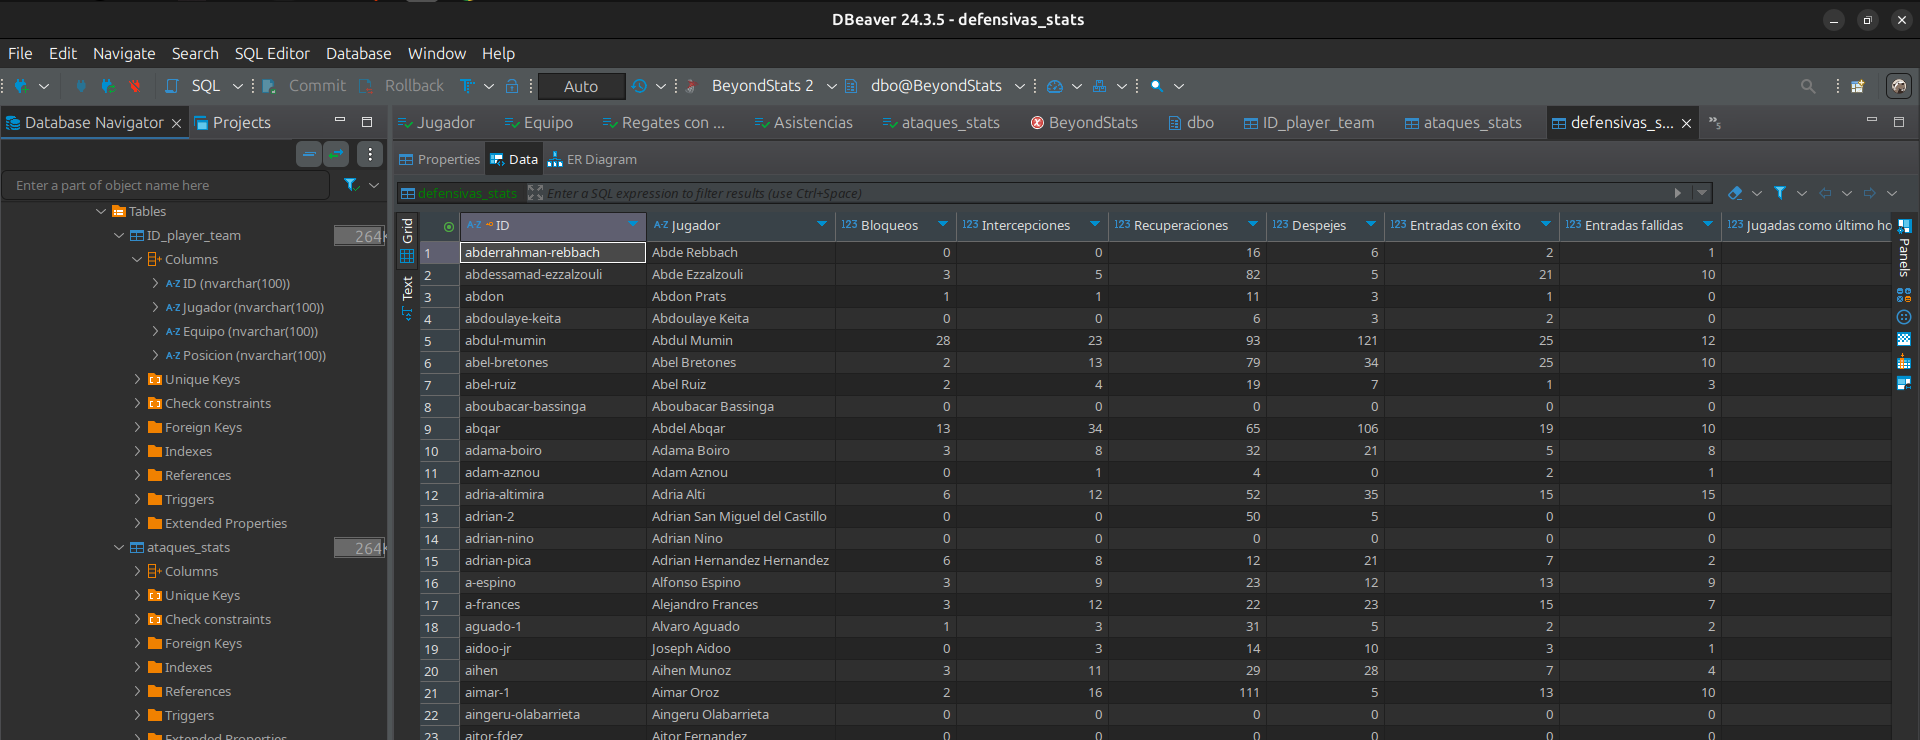 DBeaver 24.3.5 - defensivas_stats
File Edit Navigate Search SQL Editor Database Window Help
SQL Commit Rollback Auto BeyondStats 2 dbo@BeyondStats
Database Navigator Projects
Enter a part of object name here
Tables
ID_player_team 264K
Columns
ID (nvarchar(100))
Jugador (nvarchar(100))
Equipo (nvarchar(100))
Posicion (nvarchar(100))
Unique Keys
Check constraints
Foreign Keys
Indexes
References
Triggers
Extended Properties
ataques_stats 264K
Columns
Unique Keys
Check constraints
Foreign Keys
Indexes
References
Triggers
Extended Properties
Jugador Equipo Regates con ... Asistencias ataques_stats BeyondStats dbo ID_player_team ataques_stats defensivas_s... »5
Properties Data ER Diagram
defensivas_stats Enter a SQL expression to filter results (use Ctrl+Space)
Grid
Text
Panels
A-Z ID A-Z Jugador 123 Bloqueos 123 Intercepciones 123 Recuperaciones 123 Despejes 123 Entradas con éxito 123 Entradas fallidas 123 Jugadas como último ho
1 abderrahman-rebbach Abde Rebbach 0 0 16 6 2 1
2 abdessamad-ezzalzouli Abde Ezzalzouli 3 5 82 5 21 10
3 abdon Abdon Prats 1 1 11 3 1 0
4 abdoulaye-keita Abdoulaye Keita 0 0 6 3 2 0
5 abdul-mumin Abdul Mumin 28 23 93 121 25 12
6 abel-bretones Abel Bretones 2 13 79 34 25 10
7 abel-ruiz Abel Ruiz 2 4 19 7 1 3
8 aboubacar-bassinga Aboubacar Bassinga 0 0 0 0 0 0
9 abqar Abdel Abqar 13 34 65 106 19 10
10 adama-boiro Adama Boiro 3 8 32 21 5 8
11 adam-aznou Adam Aznou 0 1 4 0 2 1
12 adria-altimira Adria Alti 6 12 52 35 15 15
13 adrian-2 Adrian San Miguel del Castillo 0 0 50 5 0 0
14 adrian-nino Adrian Nino 0 0 0 0 0 0
15 adrian-pica Adrian Hernandez Hernandez 6 8 12 21 7 2
16 a-espino Alfonso Espino 3 9 23 12 13 9
17 a-frances Alejandro Frances 3 12 22 23 15 7
18 aguado-1 Alvaro Aguado 1 3 31 5 2 2
19 aidoo-jr Joseph Aidoo 0 3 14 10 3 1
20 aihen Aihen Munoz 3 11 29 28 7 4
21 aimar-1 Aimar Oroz 2 16 111 5 13 10
22 aingeru-olabarrieta Aingeru Olabarrieta 0 0 0 0 0 0
23 aitor-fdez Aitor Fernandez 0 0 0 0 0 0